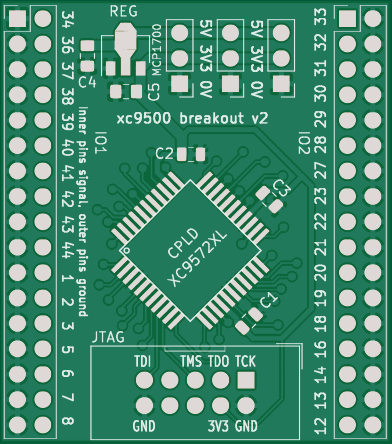 REG
MCP1700
C4
C5
5V 3V3 0V
5V 3V3 0V
xc9500 breakout v2
Inner pins signal, outer pins ground
34
36
37
38
39
40
41
42
43
44
1
2
3
5
6
7
8
IO1
C2
IO2
C3
CPLD
XC9572XL
C1
33
32
31
30
29
28
27
23
22
21
20
19
18
16
14
13
12
JTAG
TDI TMS TDO TCK
GND 3V3 GND